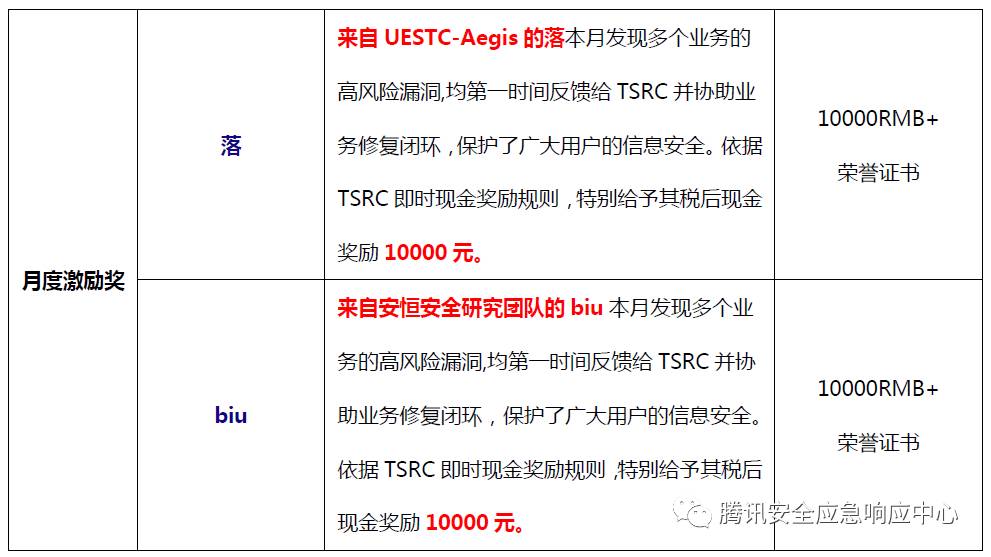 月度激励奖
落
来自 UESTC-Aegis 的落本月发现多个业务的
高风险漏洞,均第一时间反馈给 TSRC 并协助业
务修复闭环，保护了广大用户的信息安全。依据
TSRC 即时现金奖励规则，特别给予其税后现金
奖励 10000 元。
10000RMB+
荣誉证书
biu
来自安恒安全研究团队的 biu 本月发现多个业
务的高风险漏洞,均第一时间反馈给 TSRC 并协
助业务修复闭环，保护了广大用户的信息安全。
依据 TSRC 即时现金奖励规则，特别给予其税后
现金奖励 10000 元。
10000RMB+
荣誉证书
腾讯安全应急响应中心